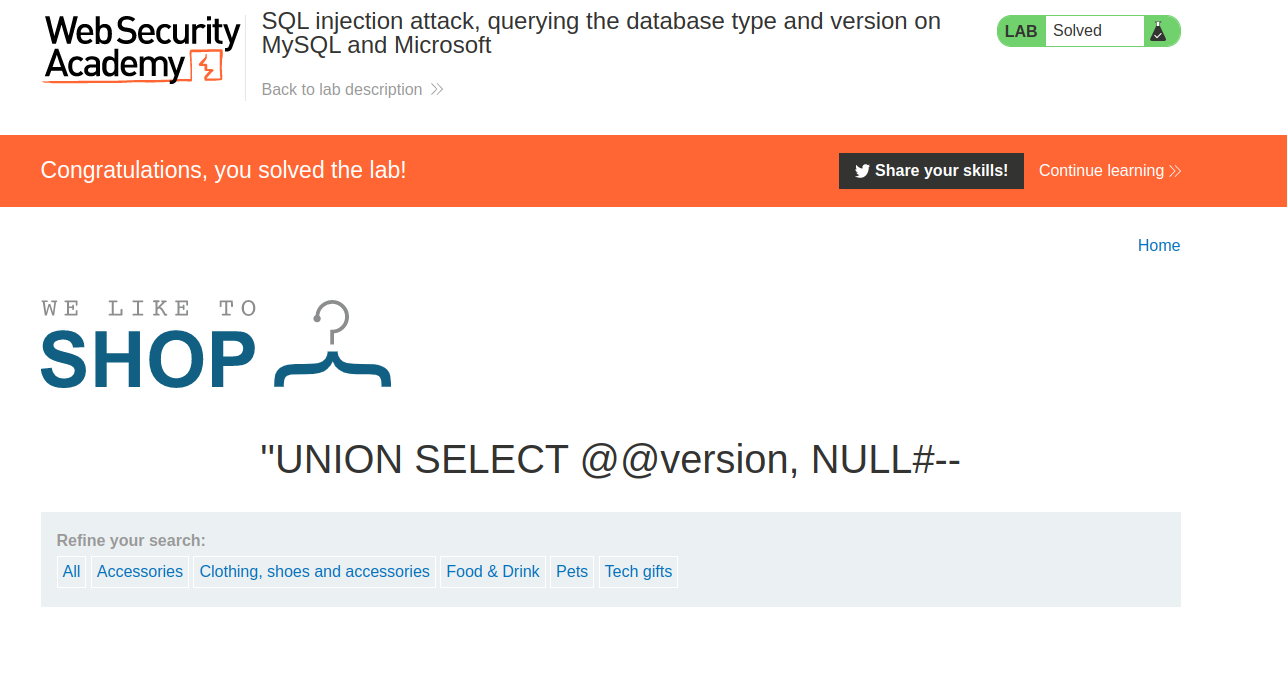 Web Security
Academy
SQL injection attack, querying the database type and version on
MySQL and Microsoft
Back to lab description
LAB Solved
Congratulations, you solved the lab!
Share your skills!
Continue learning
Home
WE LIKE TO
SHOP
"UNION SELECT @@version, NULL#--
Refine your search:
All Accessories Clothing, shoes and accessories Food & Drink Pets Tech gifts